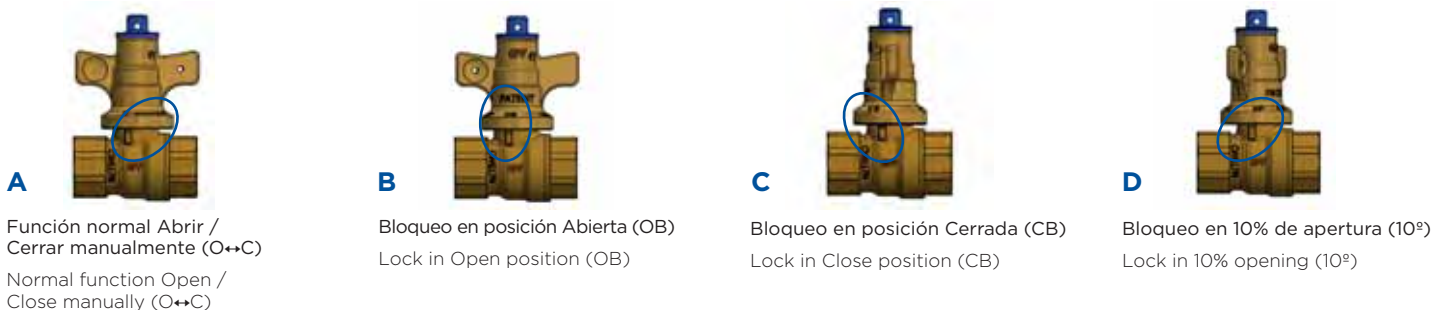 A
Función normal Abrir /
Cerrar manualmente (O↔C)
Normal function Open /
Close manually (O↔C)
B
PATENT
Bloqueo en posición Abierta (OB)
Lock in Open position (OB)
C
Bloqueo en posición Cerrada (CB)
Lock in Close position (CB)
D
Bloqueo en 10% de apertura (10º)
Lock in 10% opening (10º)